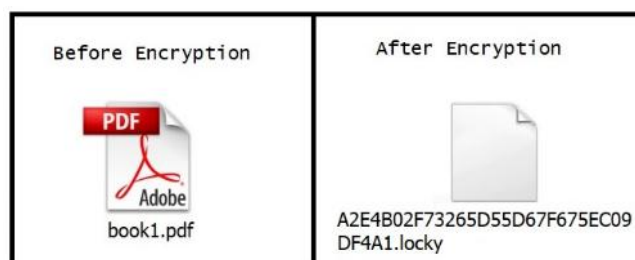 Before Encryption
PDF
Adobe
book1.pdf
After Encryption
A2E4B02F73265D55D67F675EC09
DF4A1.locky